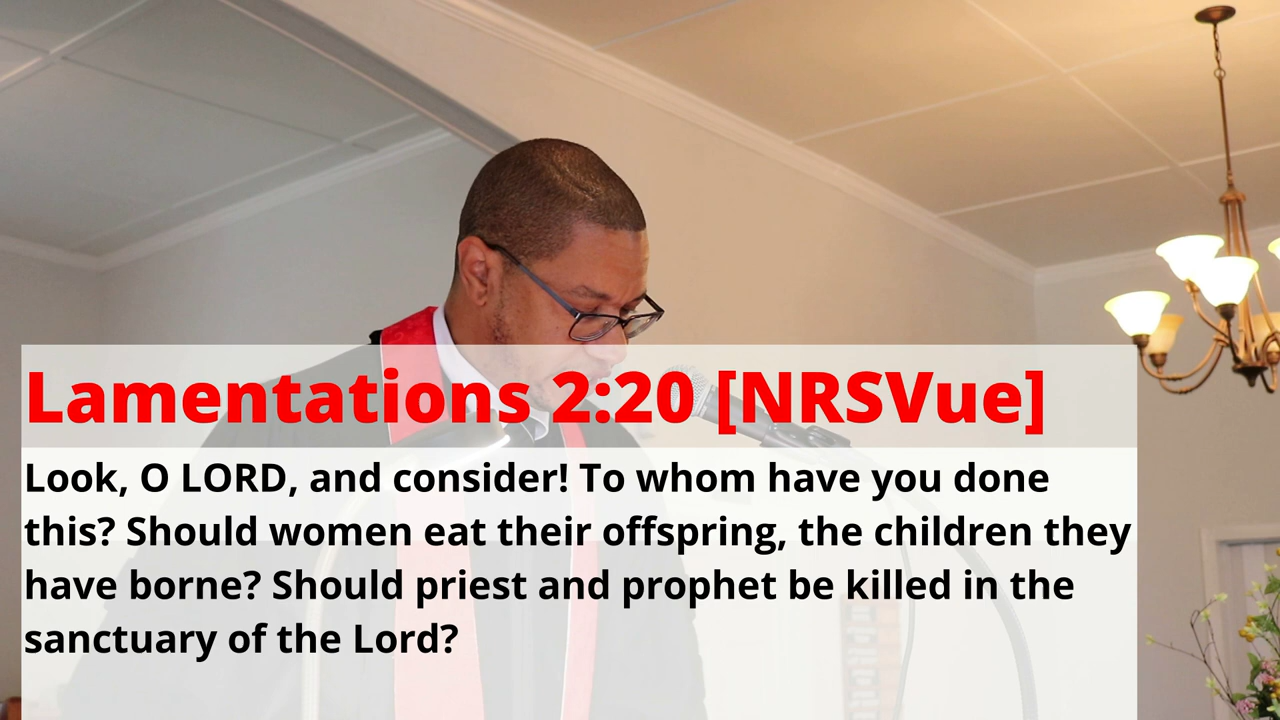 Lamentations 2:20 [NRSVue]
Look, O LORD, and consider! To whom have you done
this? Should women eat their offspring, the children they
have borne? Should priest and prophet be killed in the
sanctuary of the Lord?